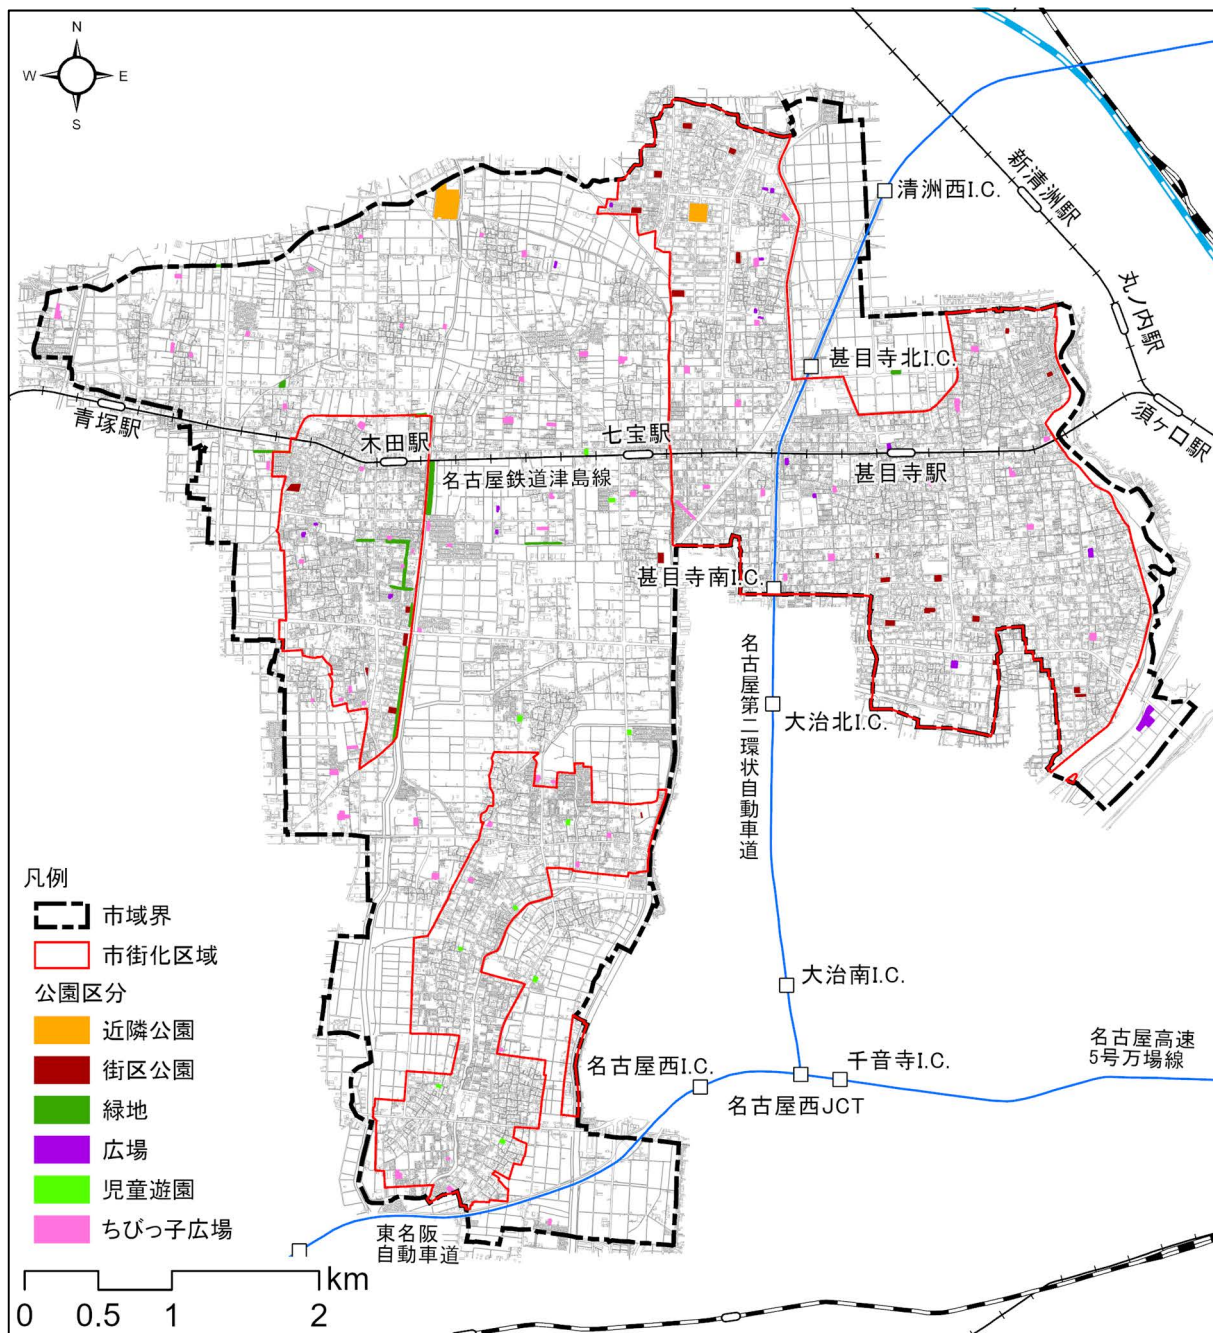 N
W E
S
新清洲駅
清洲西I.C.
丸ノ内駅
甚目寺北I.C.
須ヶ口駅
青塚駅
木田駅
七宝駅
甚目寺駅
名古屋鉄道津島線
甚目寺南I.C.
名古屋第二環状自動車道
大治北I.C.
大治南I.C.
名古屋西I.C.
千音寺I.C.
名古屋西JCT
名古屋高速
5号万場線
東名阪
自動車道
凡例
市域界
市街化区域
公園区分
近隣公園
街区公園
緑地
広場
児童遊園
ちびっ子広場
km
0 0.5 1 2